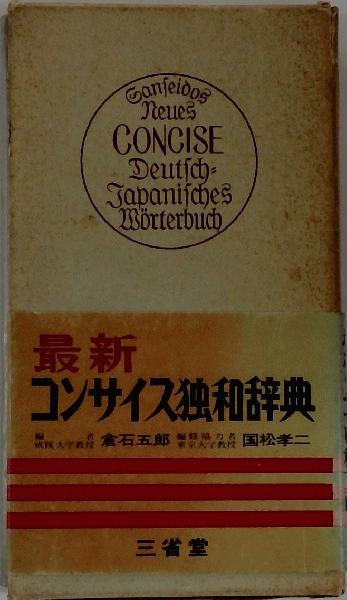 Sanseidos
Neues
CONCISE
Deutsch=
Japanisches
Wörterbuch
最新
コンサイス独和辞典
編者 成蹊大学教授 倉石五郎 編輯協力者 東京大学教授 国松孝二
三省堂